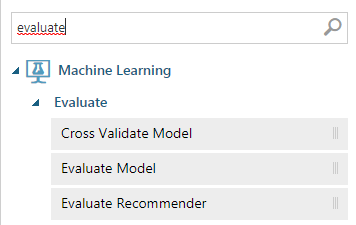 evaluate
Machine Learning
Evaluate
Cross Validate Model
Evaluate Model
Evaluate Recommender